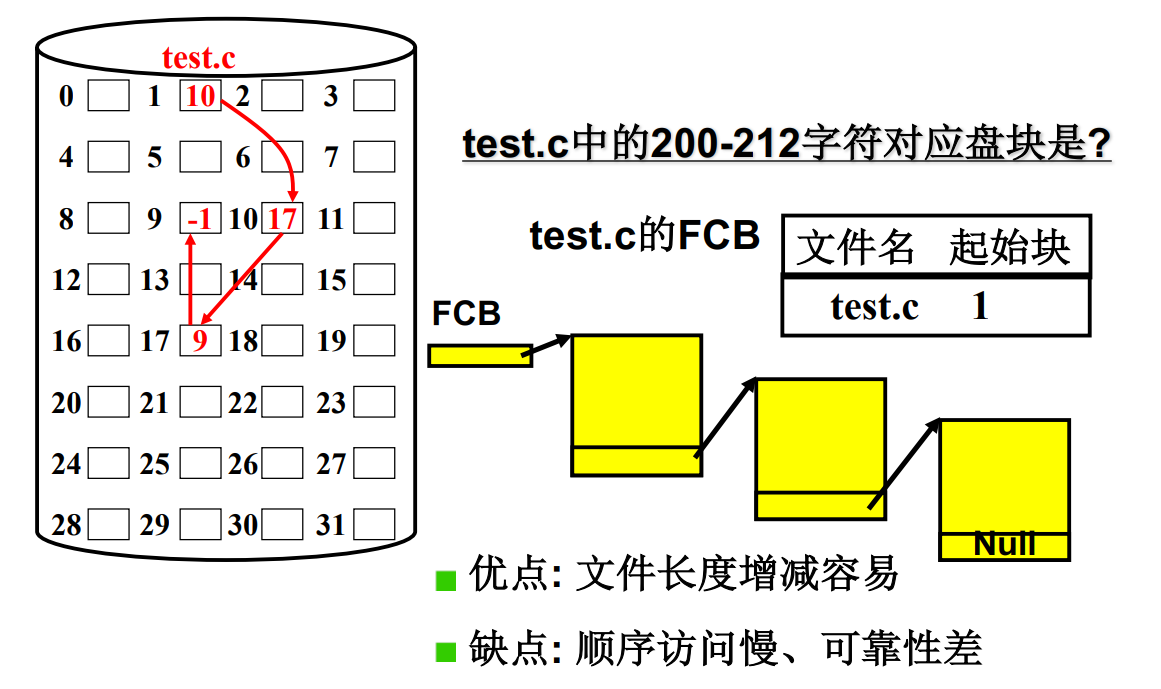 test.c
0 1 10 2 3
4 5 6 7
8 9 -1 10 17 11
12 13 14 15
16 17 9 18 19
20 21 22 23
24 25 26 27
28 29 30 31
test.c中的200-212字符对应盘块是?
test.c的FCB
文件名 起始块
test.c 1
FCB
Null
优点: 文件长度增减容易
缺点: 顺序访问慢、可靠性差